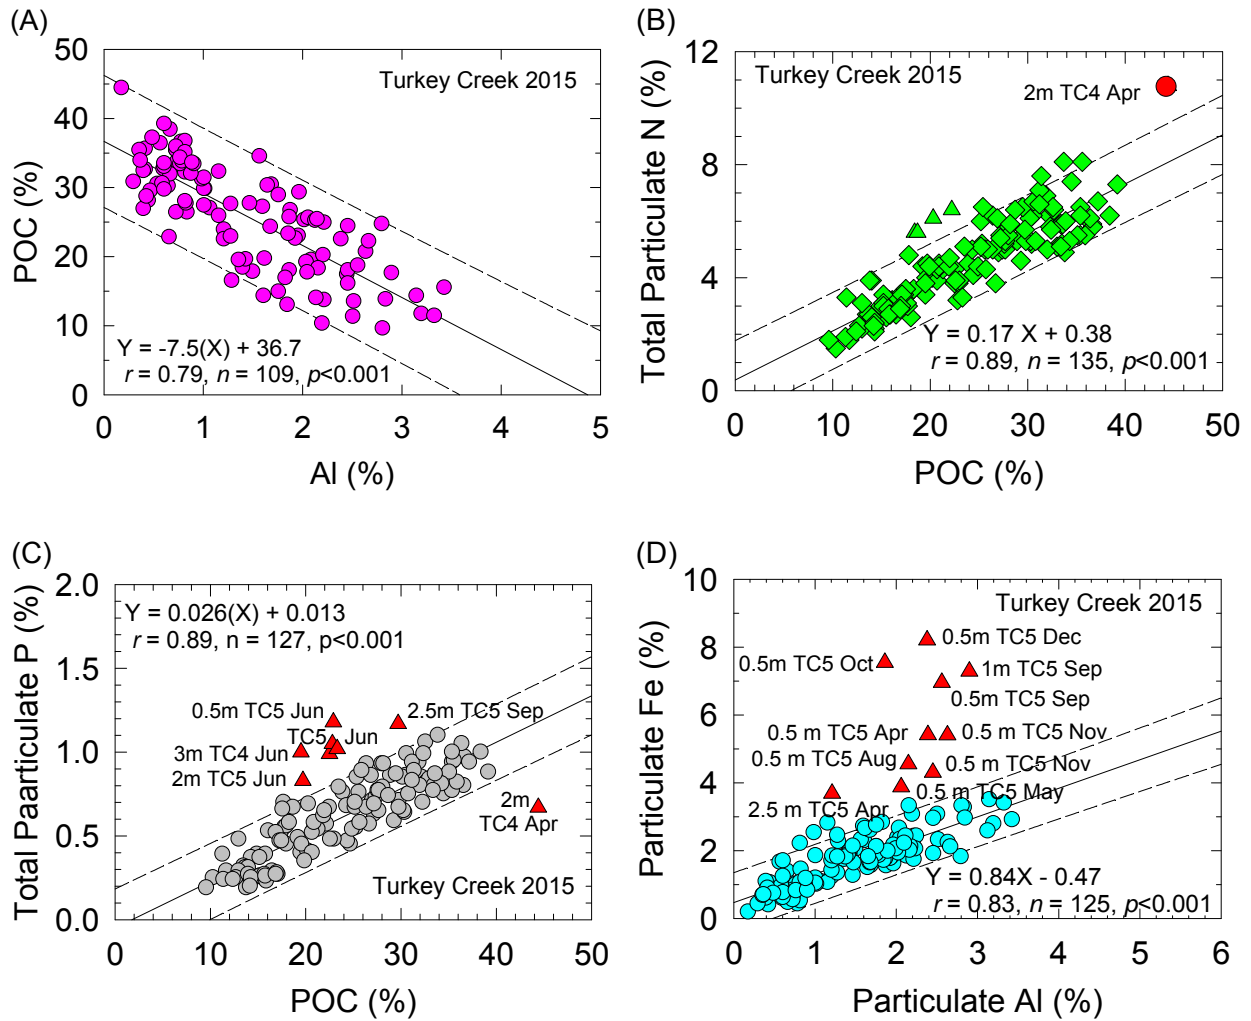 (A)
50
40
30
20
10
0
POC (%)
Turkey Creek 2015
Y = -7.5(X) + 36.7
r = 0.79, n = 109, p<0.001
0 1 2 3 4 5
Al (%)
(B)
12
8
4
0
Total Particulate N (%)
Turkey Creek 2015
2m TC4 Apr
Y = 0.17 X + 0.38
r = 0.89, n = 135, p<0.001
0 10 20 30 40 50
POC (%)
(C)
2.0
1.5
1.0
0.5
0.0
Total Paarticulate P (%)
Y = 0.026(X) + 0.013
r = 0.89, n = 127, p<0.001
0.5m TC5 Jun
2.5m TC5 Sep
TC5 Jun
3m TC4 Jun
2m TC5 Jun
2m
TC4 Apr
Turkey Creek 2015
0 10 20 30 40 50
POC (%)
(D)
10
8
6
4
2
0
Particulate Fe (%)
Turkey Creek 2015
0.5m TC5 Dec
0.5m TC5 Oct
1m TC5 Sep
0.5m TC5 Sep
0.5 m TC5 Apr
0.5 m TC5 Nov
0.5 m TC5 Aug
0.5 m TC5 Nov
0.5 m TC5 May
2.5 m TC5 Apr
Y = 0.84X - 0.47
r = 0.83, n = 125, p<0.001
0 1 2 3 4 5 6
Particulate Al (%)